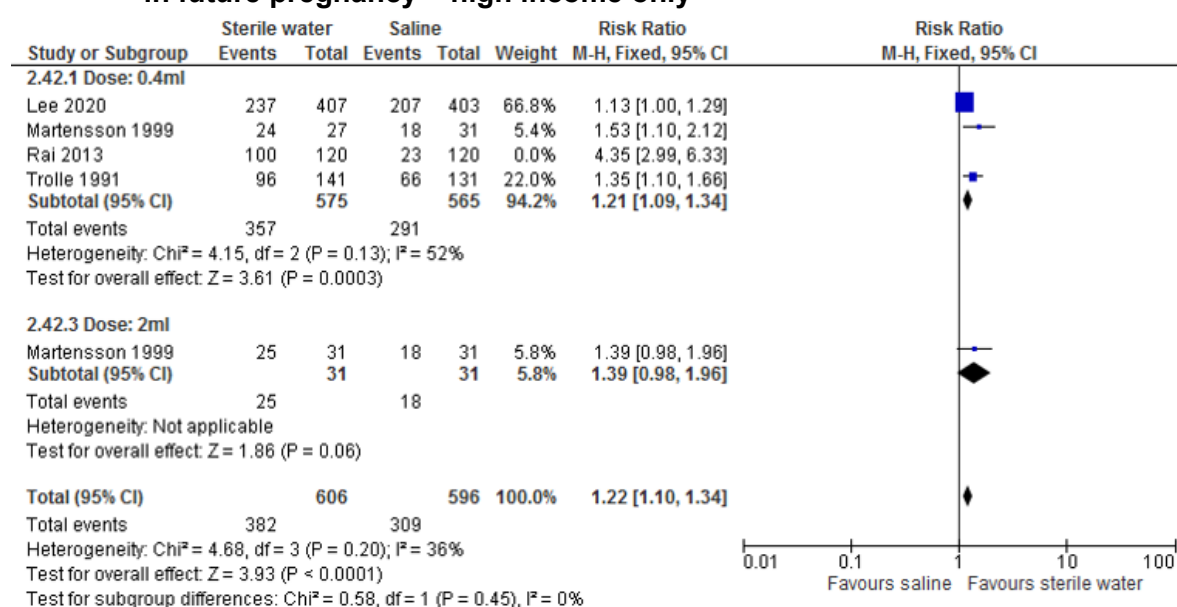 in future pregnancy – high income only
Sterile water Saline Risk Ratio Risk Ratio
Study or Subgroup Events Total Events Total Weight M-H, Fixed, 95% CI M-H, Fixed, 95% CI
2.42.1 Dose: 0.4ml
Lee 2020 237 407 207 403 66.8% 1.13 [1.00, 1.29]
Martensson 1999 24 27 18 31 5.4% 1.53 [1.10, 2.12]
Rai 2013 100 120 23 120 0.0% 4.35 [2.99, 6.33]
Trolle 1991 96 141 66 131 22.0% 1.35 [1.10, 1.66]
Subtotal (95% CI) 575 565 94.2% 1.21 [1.09, 1.34]
Total events 357 291
Heterogeneity: Chi² = 4.15, df = 2 (P = 0.13); I² = 52%
Test for overall effect: Z = 3.61 (P = 0.0003)
2.42.3 Dose: 2ml
Martensson 1999 25 31 18 31 5.8% 1.39 [0.98, 1.96]
Subtotal (95% CI) 31 31 5.8% 1.39 [0.98, 1.96]
Total events 25 18
Heterogeneity: Not applicable
Test for overall effect: Z = 1.86 (P = 0.06)
Total (95% CI) 606 596 100.0% 1.22 [1.10, 1.34]
Total events 382 309
Heterogeneity: Chi² = 4.68, df = 3 (P = 0.20); I² = 36%
Test for overall effect: Z = 3.93 (P < 0.0001)
Test for subgroup differences: Chi² = 0.58, df = 1 (P = 0.45), I² = 0%
0.01 0.1 1 10 100
Favours saline Favours sterile water